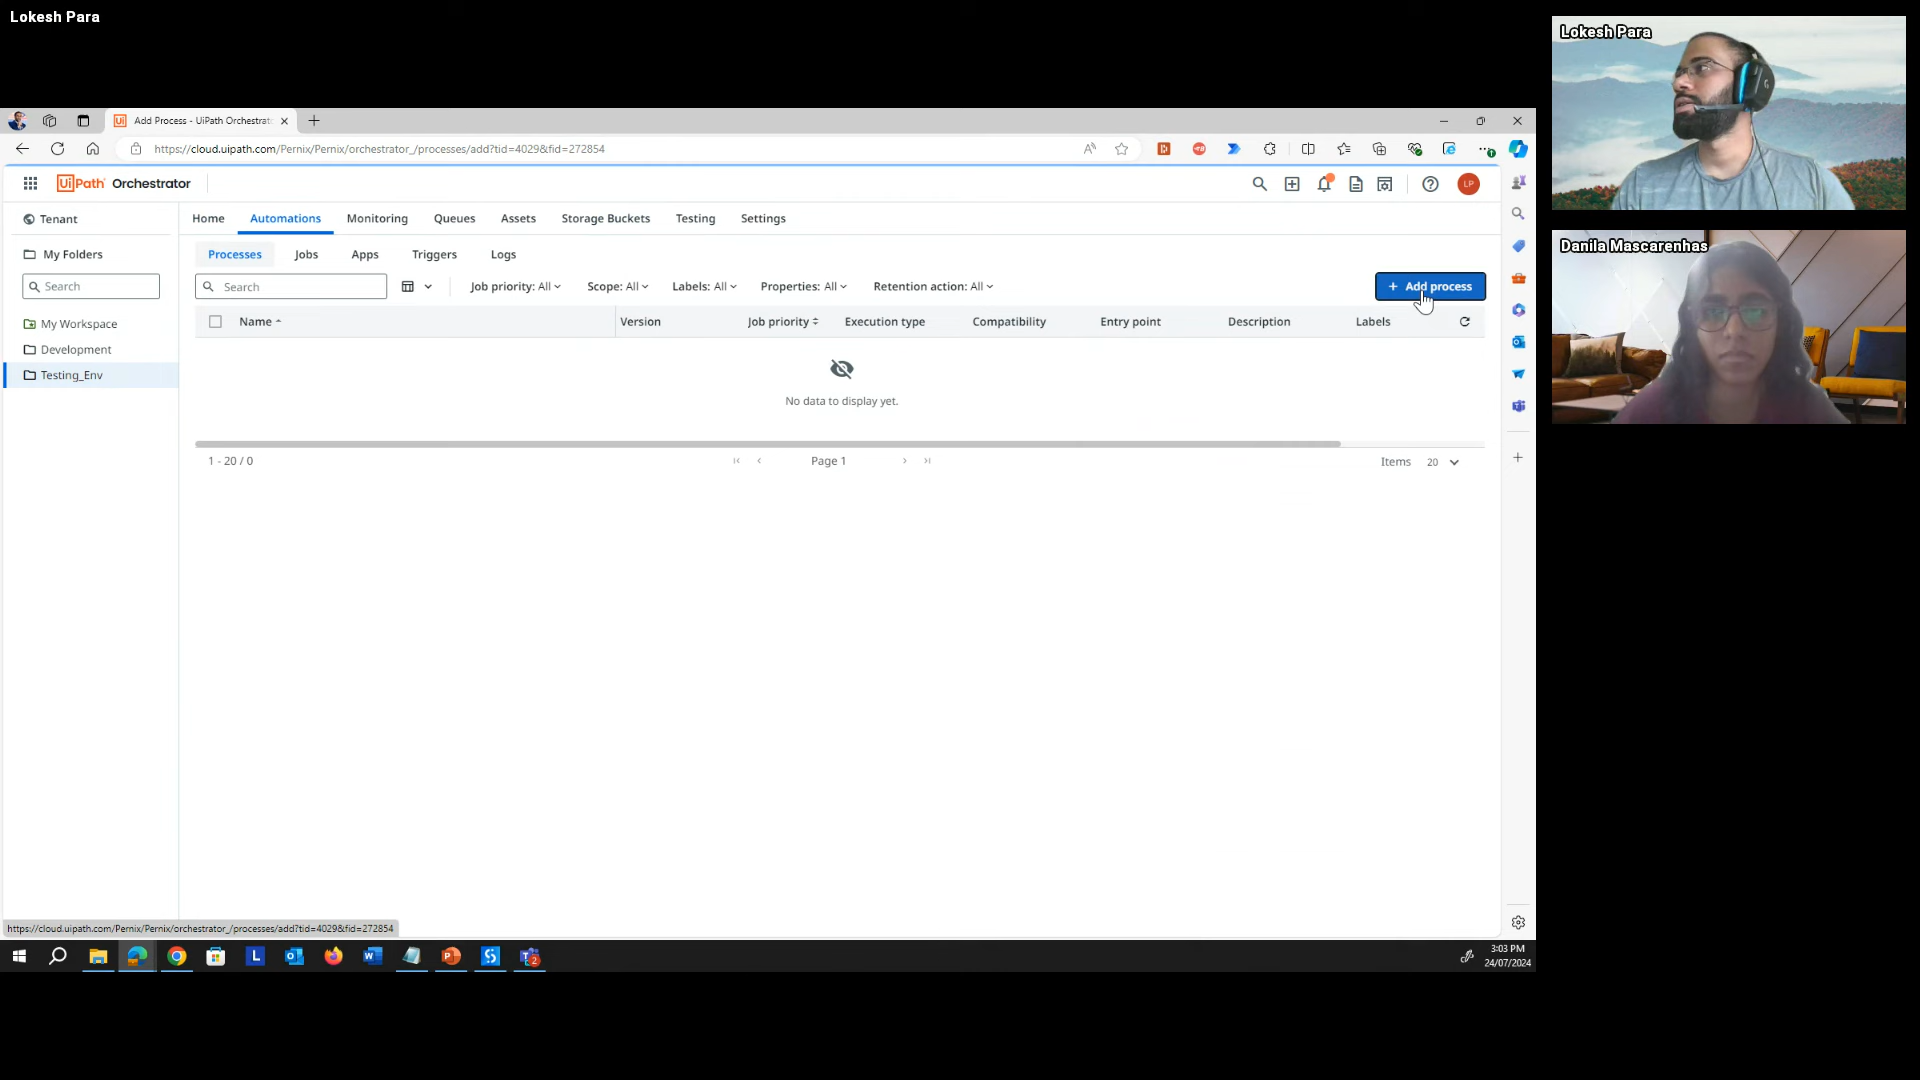 Lokesh Para
Add Process - UiPath Orchestrat
https://cloud.uipath.com/Pernix/Pernix/orchestrator_/processes/add?tid=4029&fid=272854
UiPath Orchestrator
LP
Tenant
Home
Automations
Monitoring
Queues
Assets
Storage Buckets
Testing
Settings
My Folders
Processes
Jobs
Apps
Triggers
Logs
Search
Search
Job priority: All
Scope: All
Labels: All
Properties: All
Retention action: All
+ Add process
Name
Version
Job priority
Execution type
Compatibility
Entry point
Description
Labels
My Workspace
Development
Testing_Env
No data to display yet.
1 - 20 / 0
Page 1
Items 20
https://cloud.uipath.com/Pernix/Pernix/orchestrator_/processes/add?tid=4029&fid=272854
3:03 PM
24/07/2024
Lokesh Para
Danila Mascarenhas